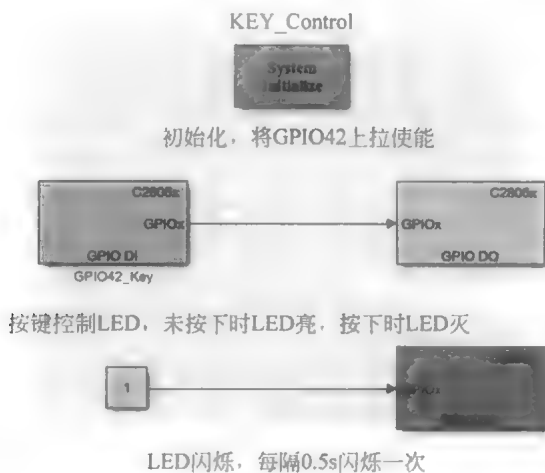 KEY_Control
System
Initialize
初始化，将GPIO42上拉使能
C2806x
GPIOx
GPIO DI
GPIO42_Key
C2806x
GPIOx
GPIO DO
按键控制LED，未按下时LED亮，按下时LED灭
1
LED闪烁，每隔0.5s闪烁一次